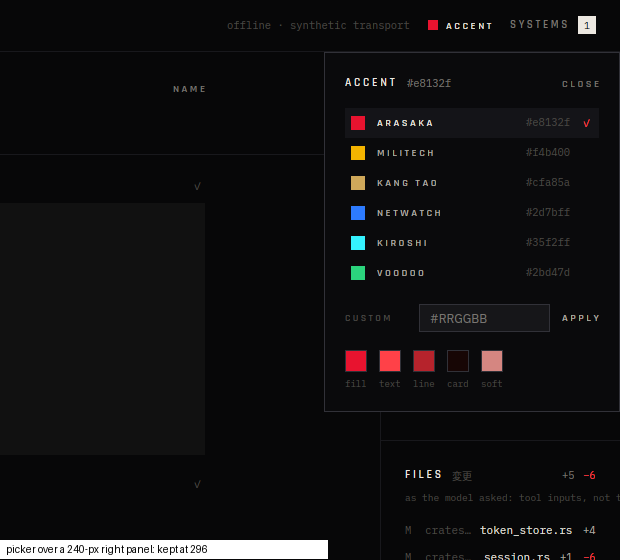 offline · synthetic transport ACCENT SYSTEMS 1
NAME
ACCENT #e8132f CLOSE
ARASAKA #e8132f √
MILITECH #f4b400
KANG TAO #cfa85a
NETWATCH #2d7bff
KIROSHI #35f2ff
VOODOO #2bd47d
CUSTOM #RRGGBB APPLY
fill text line card soft
√
√
FILES 変更 +5 −6
as the model asked: tool inputs, not t
M crates… token_store.rs +4
M crates… session.rs +1 −6
picker over a 240-px right panel: kept at 296